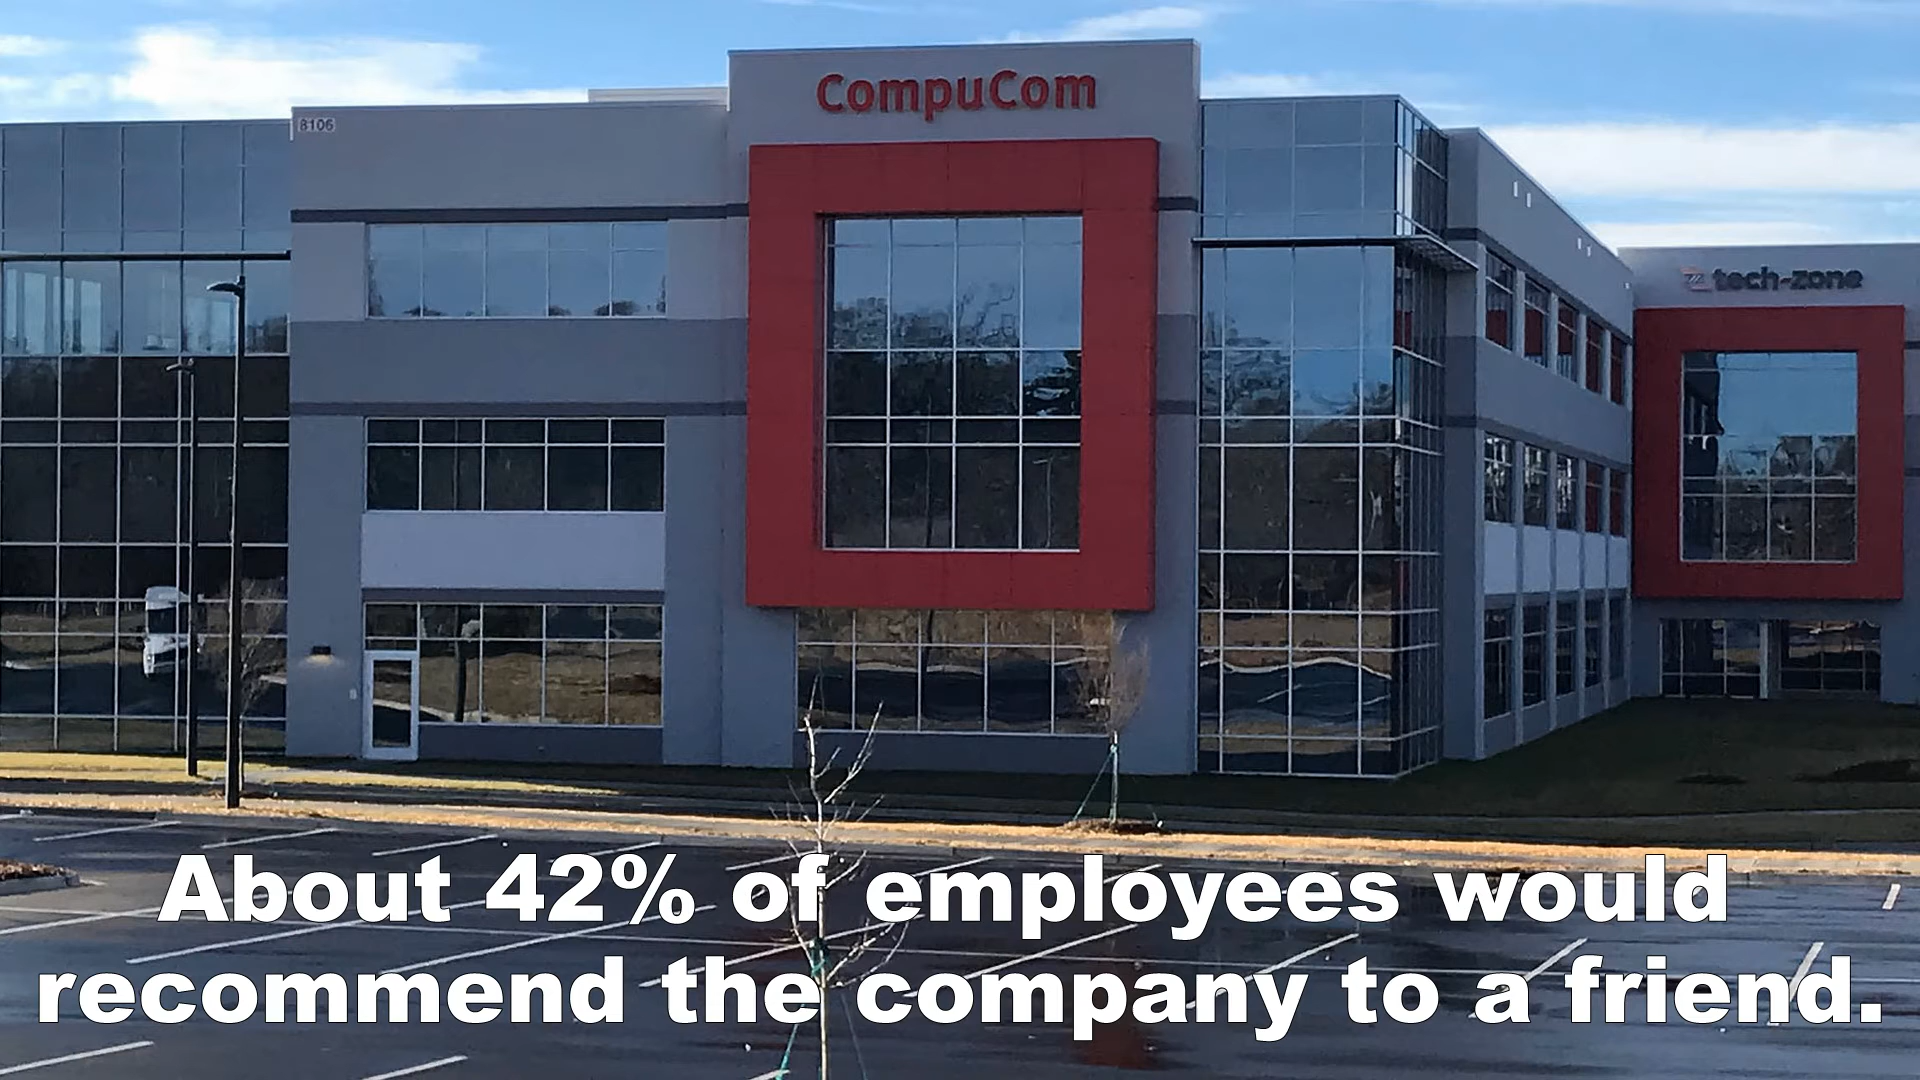 CompuCom
8106
tech-zone
About 42% of employees would
recommend the company to a friend.